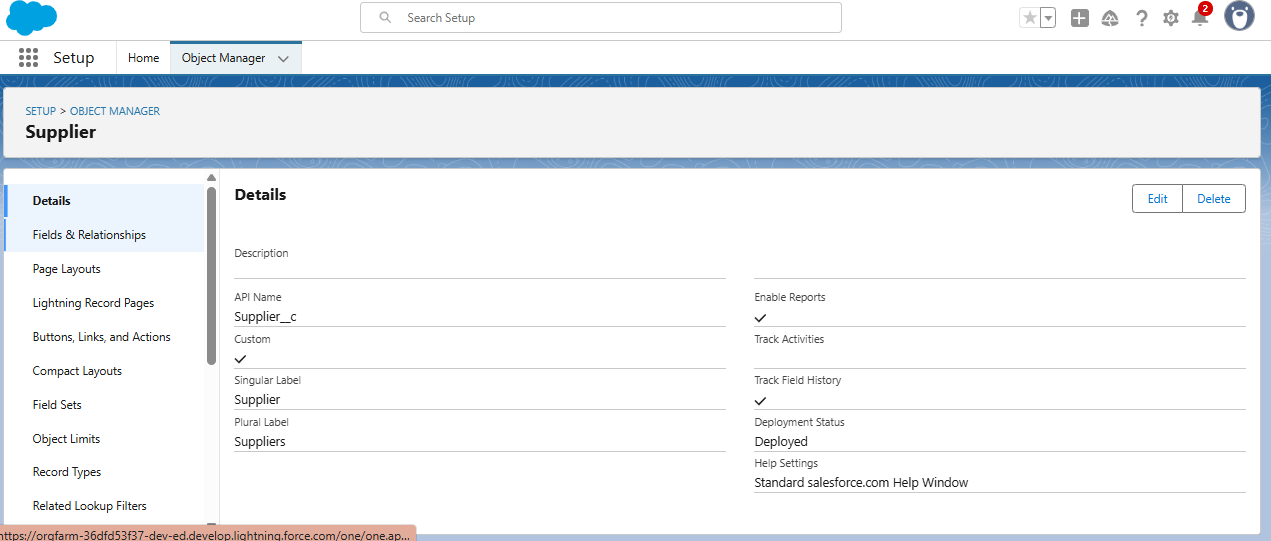 Search Setup
2
Setup
Home
Object Manager
SETUP > OBJECT MANAGER
Supplier
Details
Fields & Relationships
Page Layouts
Lightning Record Pages
Buttons, Links, and Actions
Compact Layouts
Field Sets
Object Limits
Record Types
Related Lookup Filters
Details
Edit
Delete
Description
API Name
Supplier__c
Custom
Singular Label
Supplier
Plural Label
Suppliers
Enable Reports
Track Activities
Track Field History
Deployment Status
Deployed
Help Settings
Standard salesforce.com Help Window
https://orgfarm-36dfd53f37-dev-ed.develop.lightning.force.com/one/one.ap...